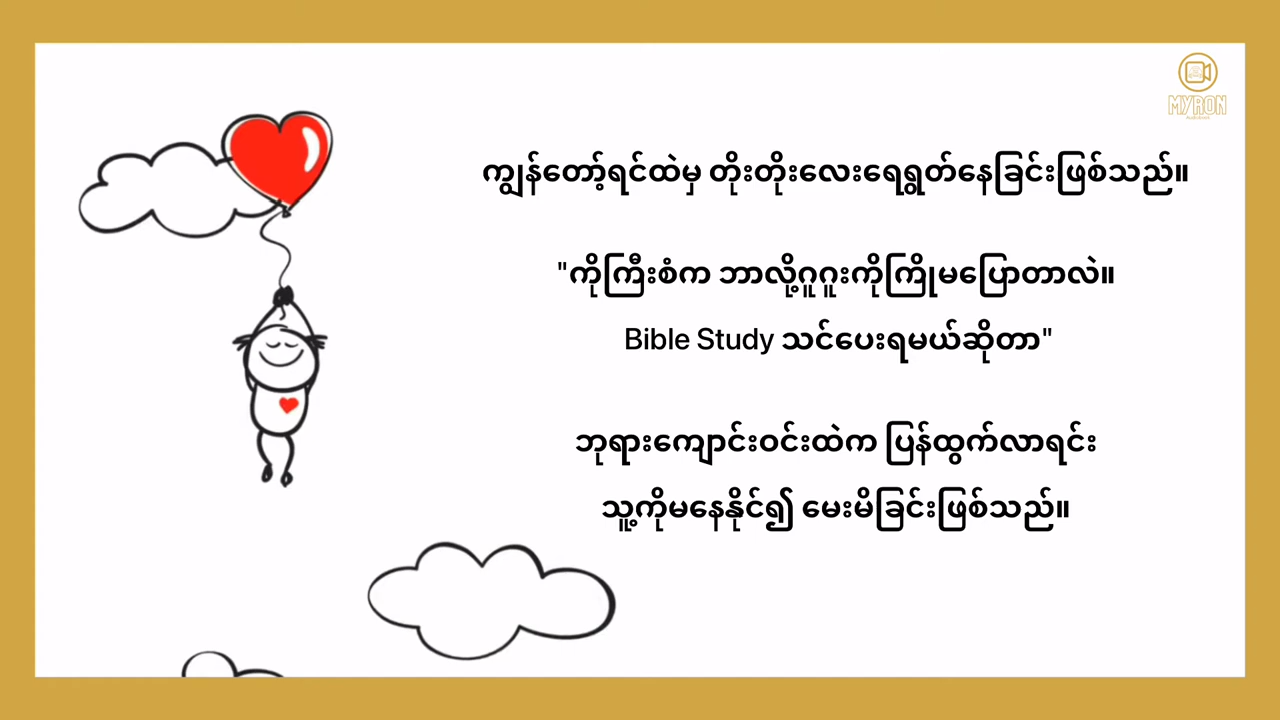 MYRON
ကျွန်တော့်ရင်ထဲမှ တိုးတိုးလေးရေရွတ်နေခြင်းဖြစ်သည်။
"ကိုကြီးစံက ဘာလို့ဂူဂူးကိုကြိုမပြောတာလဲ။
Bible Study သင်ပေးရမယ်ဆိုတာ"
ဘုရားကျောင်းဝင်းထဲက ပြန်ထွက်လာရင်း
သူ့ကိုမနေနိုင်၍ မေးမိခြင်းဖြစ်သည်။